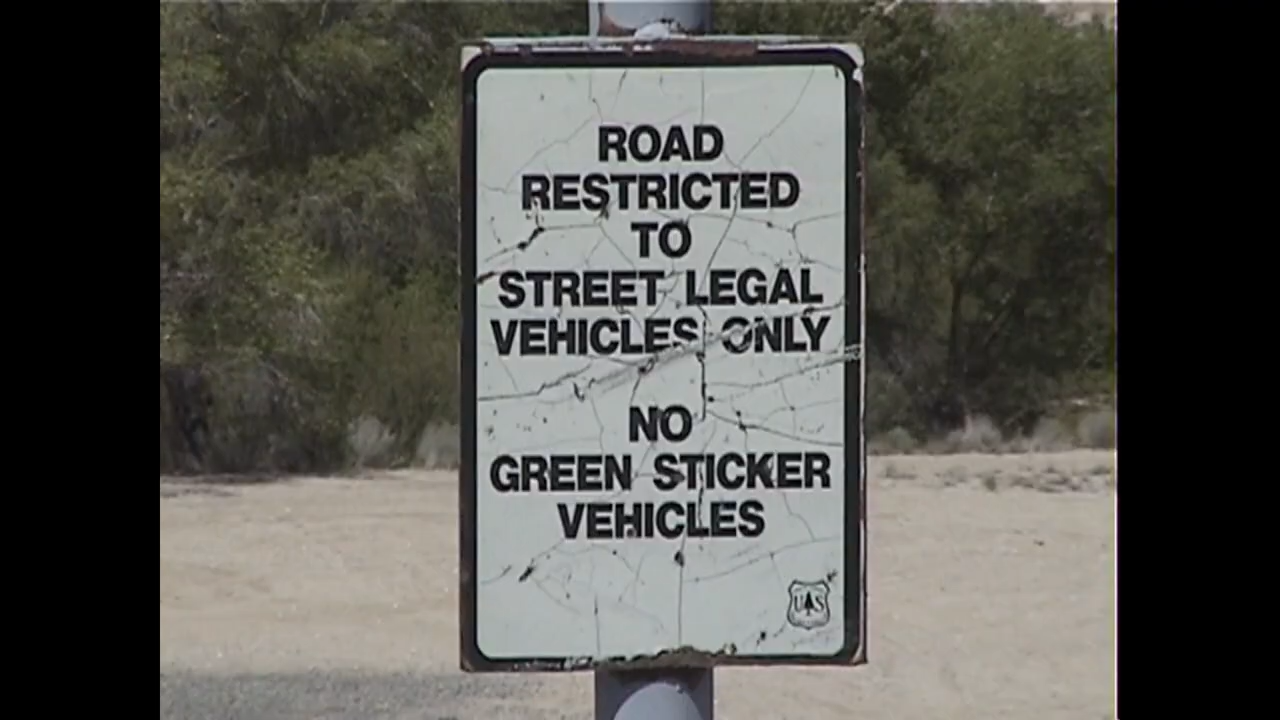 ROAD
RESTRICTED
TO
STREET LEGAL
VEHICLES ONLY
NO
GREEN STICKER
VEHICLES
U S